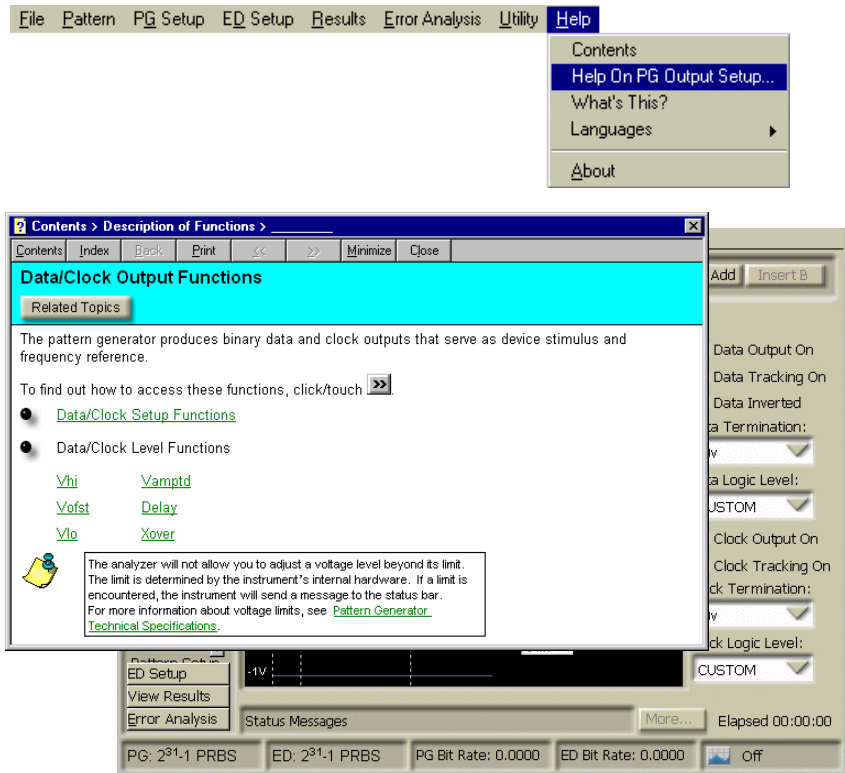 File Pattern PG Setup ED Setup Results Error Analysis Utility Help
Contents
Help On PG Output Setup...
What's This?
Languages
About
Contents > Description of Functions >
Contents Index Back Print << >> Minimize Close
Data/Clock Output Functions
Related Topics
The pattern generator produces binary data and clock outputs that serve as device stimulus and
frequency reference.
To find out how to access these functions, click/touch >>.
Data/Clock Setup Functions
Data/Clock Level Functions
Vhi Vamptd
Vofst Delay
Vlo Xover
The analyzer will not allow you to adjust a voltage level beyond its limit.
The limit is determined by the instrument's internal hardware. If a limit is
encountered, the instrument will send a message to the status bar.
For more information about voltage limits, see Pattern Generator
Technical Specifications.
Add Insert B
Data Output On
Data Tracking On
Data Inverted
Termination:
Logic Level:
Clock Output On
Clock Tracking On
Termination:
Logic Level:
CUSTOM
-1V
ED Setup
View Results
Error Analysis
Status Messages More... Elapsed 00:00:00
PG: 2³¹-1 PRBS ED: 2³¹-1 PRBS PG Bit Rate: 0.0000 ED Bit Rate: 0.0000 Off